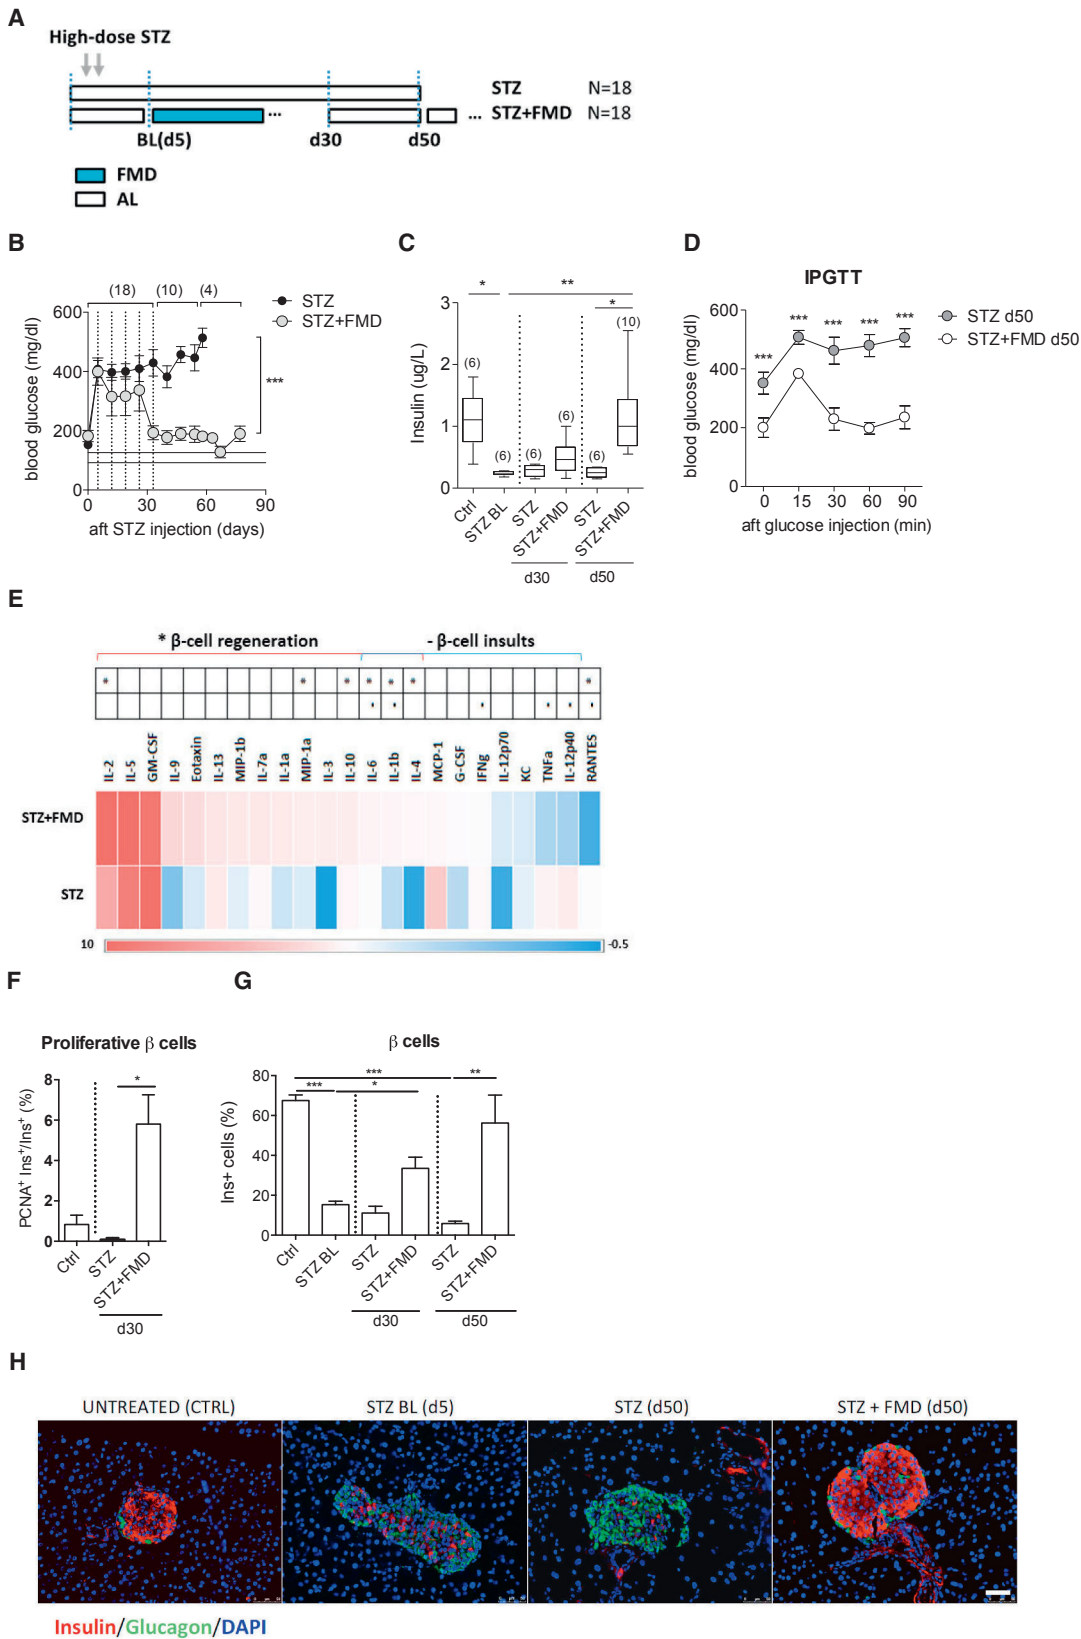 A
High-dose STZ
STZ N=18
... ... STZ+FMD N=18
BL(d5) d30 d50
FMD
AL
B
(18) (10) (4)
STZ
STZ+FMD
blood glucose (mg/dl)
600
400
200
0
***
0 30 60 90
aft STZ injection (days)
C
* **
*
Insulin (ug/L)
3
2
1
0
(6) (6) (6) (6) (6) (10)
Ctrl STZ BL STZ STZ+FMD STZ STZ+FMD
d30 d50
D
IPGTT
STZ d50
STZ+FMD d50
blood glucose (mg/dl)
600
400
200
0
*** *** *** *** ***
0 15 30 60 90
aft glucose injection (min)
E
* β-cell regeneration - β-cell insults
* * * * * * *
- - - - - -
IL-2 IL-5 GM-CSF IL-9 Eotaxin IL-13 MIP-1b IL-7a IL-1a MIP-1a IL-3 IL-10 IL-6 IL-1b IL-4 MCP-1 G-CSF IFNg IL-12p70 KC TNFa IL-12p40 RANTES
STZ+FMD
STZ
10 -0.5
F
Proliferative β cells
PCNA+ Ins+/Ins+ (%)
8
6
4
2
0
*
Ctrl STZ STZ+FMD
d30
G
β cells
Ins+ cells (%)
80
60
40
20
0
*** **
*** *
Ctrl STZ BL STZ STZ+FMD STZ STZ+FMD
d30 d50
H
UNTREATED (CTRL) STZ BL (d5) STZ (d50) STZ + FMD (d50)
Insulin/Glucagon/DAPI